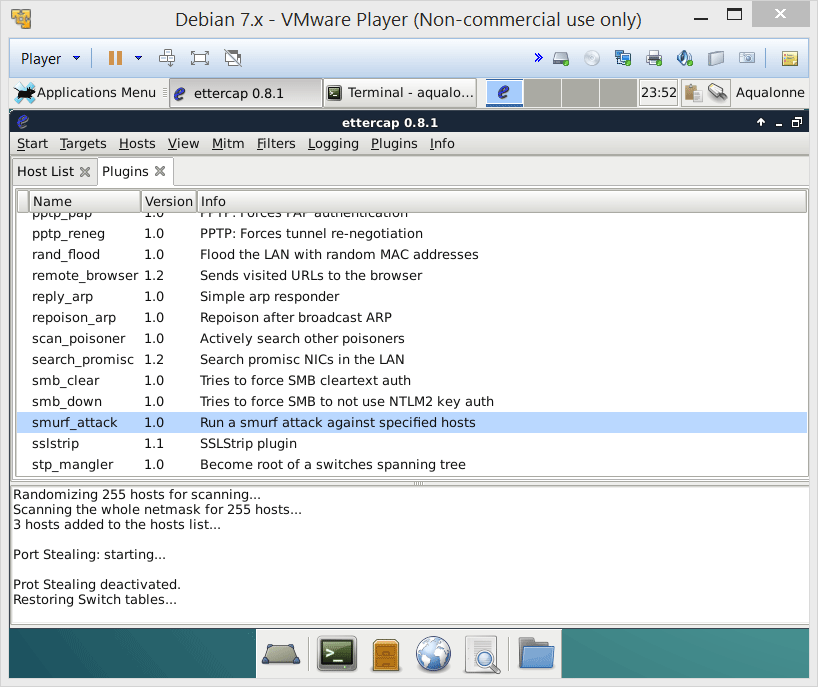 Debian 7.x - VMware Player (Non-commercial use only)
Player
Applications Menu
ettercap 0.8.1
Terminal - aqualo...
23:52
Aqualonne
ettercap 0.8.1
Start Targets Hosts View Mitm Filters Logging Plugins Info
Host List Plugins
Name Version Info
pptp_pap 1.0 PPTP: Forces PAP authentication
pptp_reneg 1.0 PPTP: Forces tunnel re-negotiation
rand_flood 1.0 Flood the LAN with random MAC addresses
remote_browser 1.2 Sends visited URLs to the browser
reply_arp 1.0 Simple arp responder
repoison_arp 1.0 Repoison after broadcast ARP
scan_poisoner 1.0 Actively search other poisoners
search_promisc 1.2 Search promisc NICs in the LAN
smb_clear 1.0 Tries to force SMB cleartext auth
smb_down 1.0 Tries to force SMB to not use NTLM2 key auth
smurf_attack 1.0 Run a smurf attack against specified hosts
sslstrip 1.1 SSLStrip plugin
stp_mangler 1.0 Become root of a switches spanning tree
Randomizing 255 hosts for scanning...
Scanning the whole netmask for 255 hosts...
3 hosts added to the hosts list...
Port Stealing: starting...
Prot Stealing deactivated.
Restoring Switch tables...